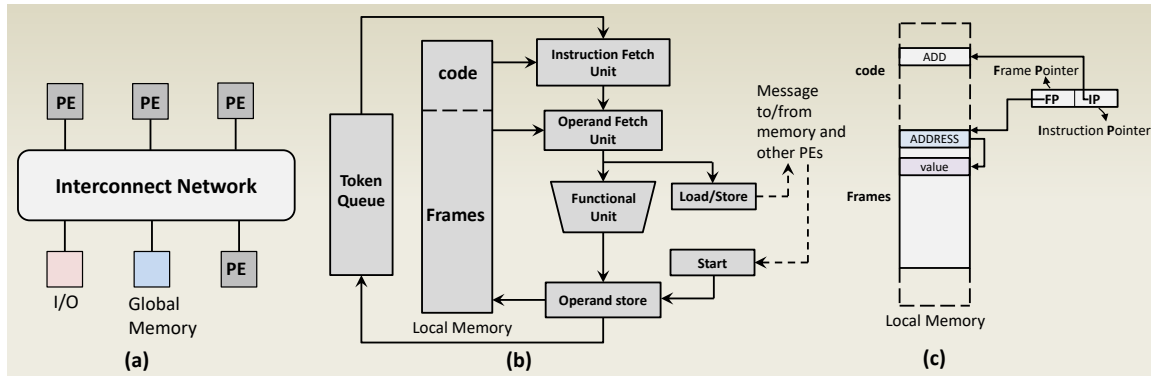 PE
PE
PE
Interconnect Network
PE
I/O
Global
Memory
(a)
Token
Queue
code
Frames
Local Memory
Instruction Fetch
Unit
Operand Fetch
Unit
Functional
Unit
Load/Store
Message
to/from
memory and
other PEs
Start
Operand store
(b)
code
ADD
Frame Pointer
FP
IP
Instruction Pointer
ADDRESS
value
Frames
Local Memory
(c)